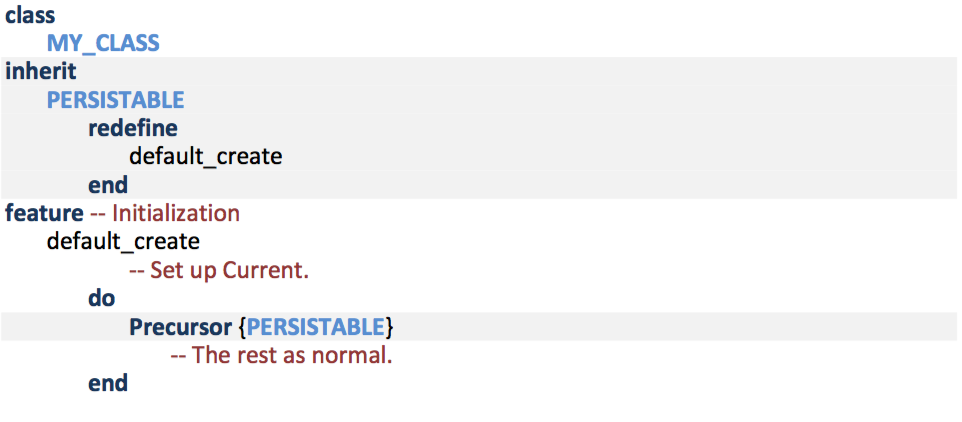 class
MY_CLASS
inherit
PERSISTABLE
redefine
default_create
end
feature -- Initialization
default_create
-- Set up Current.
do
Precursor {PERSISTABLE}
-- The rest as normal.
end